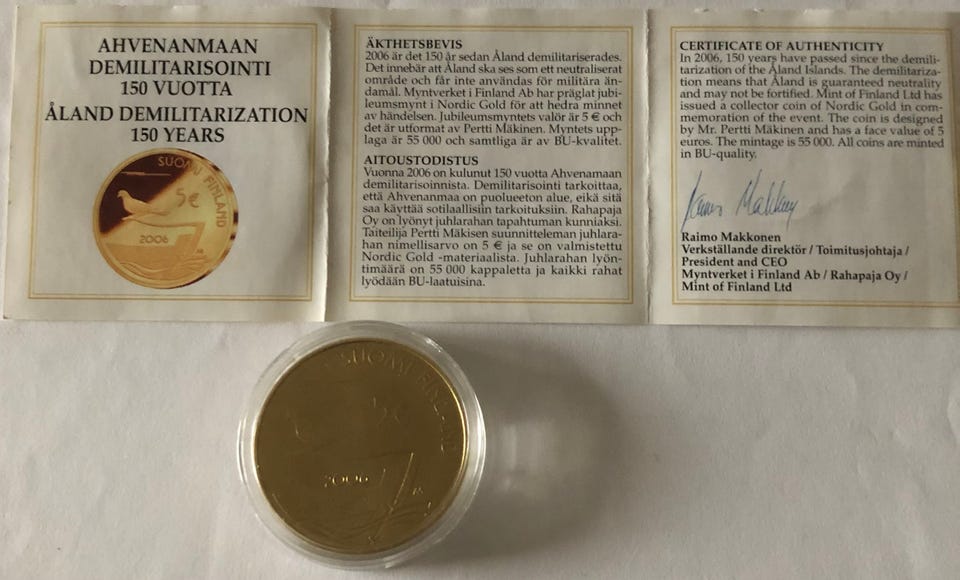 AHVENANMAAN
DEMILITARISOINTI
150 VUOTTA
ÅLAND DEMILITARIZATION
150 YEARS
SUOMI FINLAND
5€
2006
ÄKTHETSBEVIS
2006 är det 150 år sedan Åland demilitariserades.
Det innebär att Åland ska ses som ett neutraliserat
område och får inte användas för militära än-
damål. Myntverket i Finland Ab har präglat jubi-
leumsmynt i Nordic Gold för att hedra minnet
av händelsen. Jubileumsmyntets valör är 5 € och
det är utformat av Pertti Mäkinen. Myntets upp-
laga är 55 000 och samtliga är av BU-kvalitet.
AITOUSTODISTUS
Vuonna 2006 on kulunut 150 vuotta Ahvenamaan
demilitarisoinnista. Demilitarisointi tarkoittaa,
että Ahvenanmaa on puolueeton alue, eikä sitä
saa käyttää sotilaallisiin tarkoituksiin. Rahapaja
Oy on lyönyt juhlarahan tapahtuman kunniaksi.
Taiteilija Pertti Mäkisen suunnitteleman juhlara-
han nimellisarvo on 5 € ja se on valmistettu
Nordic Gold -materiaalista. Juhlarahan lyön-
timäärä on 55 000 kappaletta ja kaikki rahat
lyödään BU-laatuisina.
CERTIFICATE OF AUTHENTICITY
In 2006, 150 years have passed since the demili-
tarization of the Åland Islands. The demilitariza-
tion means that Åland is guaranteed neutrality
and may not be fortified. Mint of Finland Ltd has
issued a collector coin of Nordic Gold in com-
memoration of the event. The coin is designed
by Mr. Pertti Mäkinen and has a face value of 5
euros. The mintage is 55 000. All coins are minted
in BU-quality.
Raimo Makkonen
Raimo Makkonen
Verkställande direktör / Toimitusjohtaja /
President and CEO
Myntverket i Finland Ab / Rahapaja Oy /
Mint of Finland Ltd
SUOMI FINLAND
5€
2006